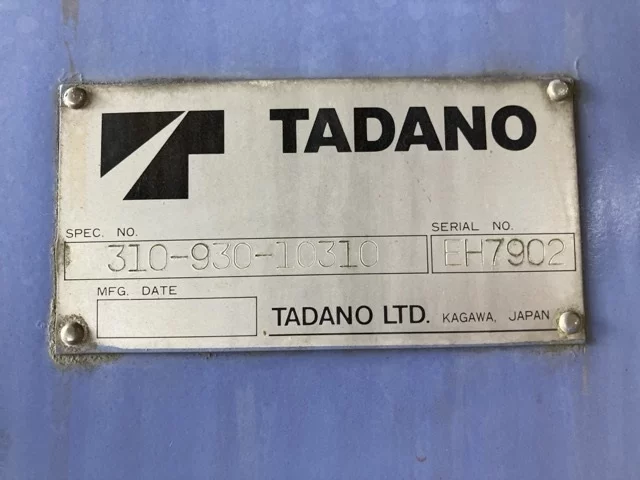 TADANO
SPEC. NO. SERIAL NO.
310-930-10310 EH7902
MFG. DATE
TADANO LTD. KAGAWA, JAPAN